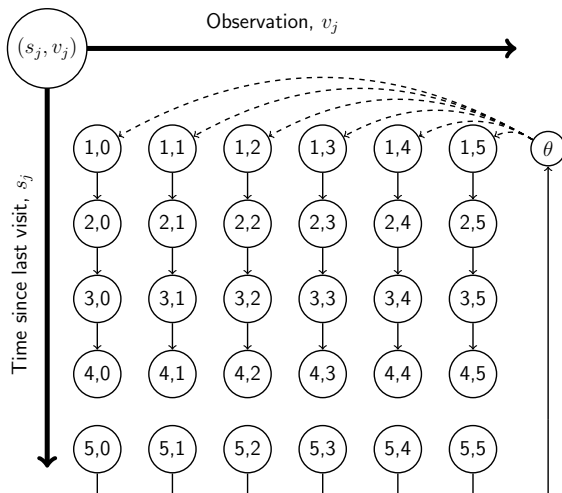 Observation, v_j
(s_j, v_j)
Time since last visit, s_j
1,0 1,1 1,2 1,3 1,4 1,5 θ
2,0 2,1 2,2 2,3 2,4 2,5
3,0 3,1 3,2 3,3 3,4 3,5
4,0 4,1 4,2 4,3 4,4 4,5
5,0 5,1 5,2 5,3 5,4 5,5